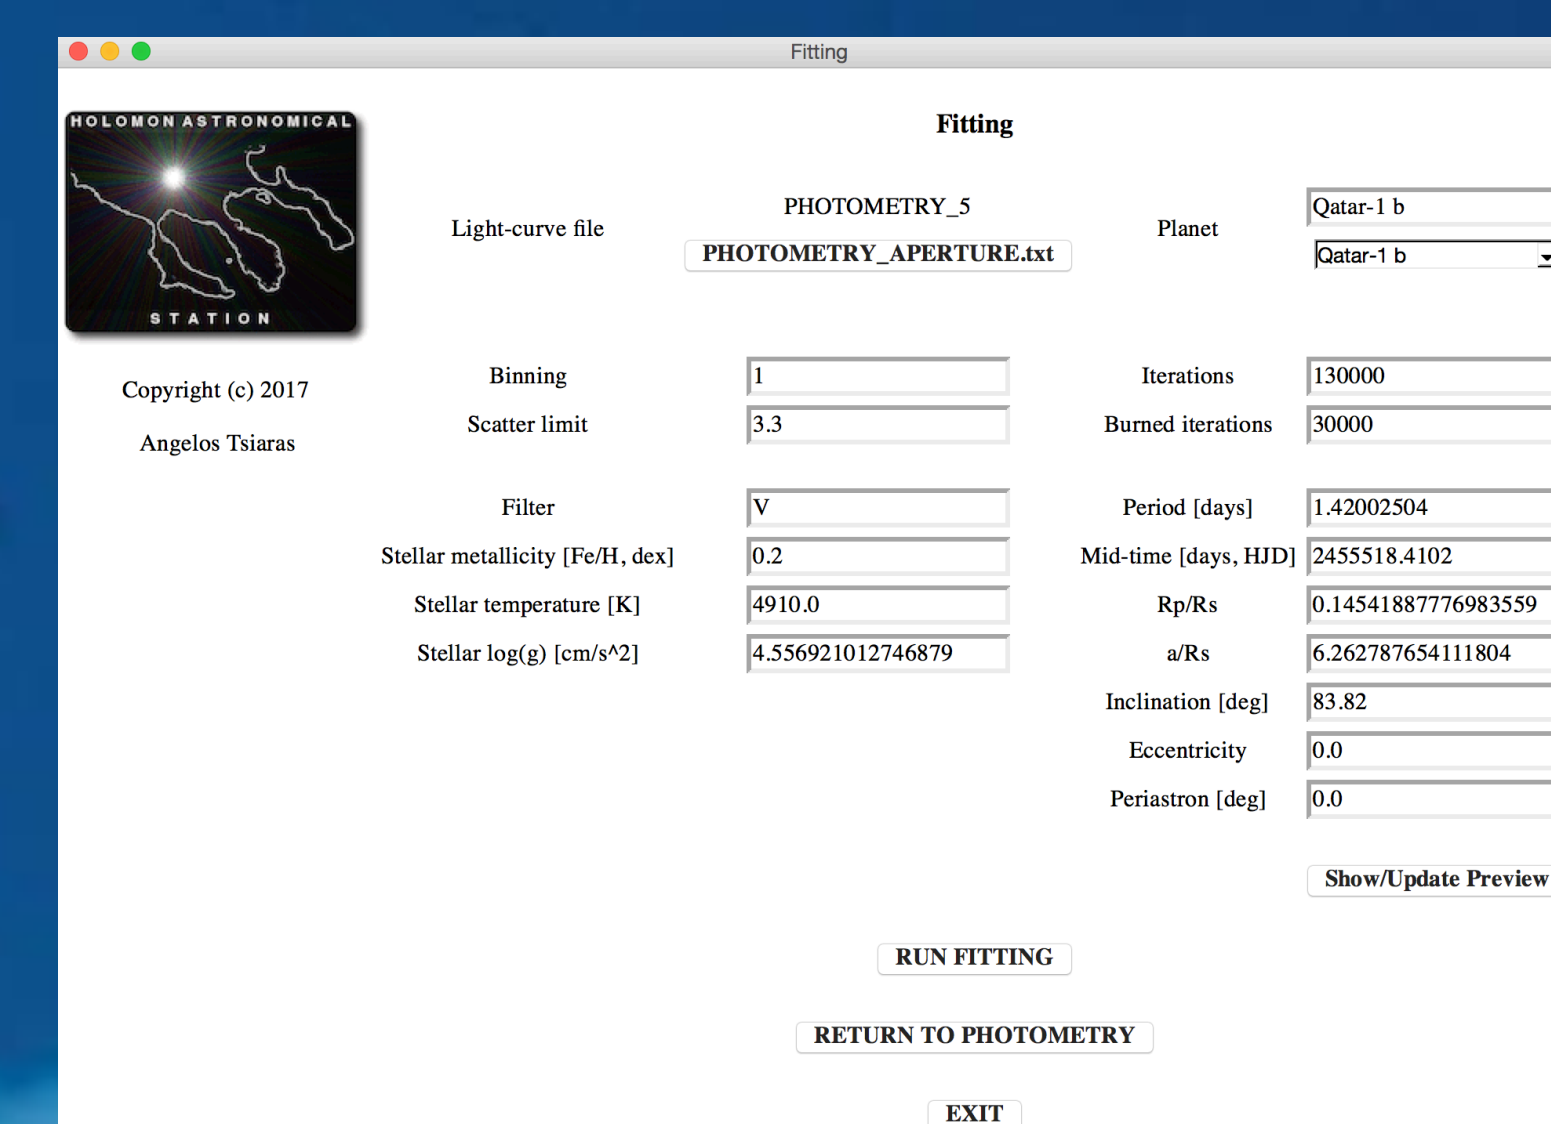 Fitting
HOLOMON ASTRONOMICAL
STATION
Copyright (c) 2017
Angelos Tsiaras
Fitting
Light-curve file
PHOTOMETRY_5
PHOTOMETRY_APERTURE.txt
Planet
Qatar-1 b
Qatar-1 b
Binning 1 Iterations 130000
Scatter limit 3.3 Burned iterations 30000
Filter V Period [days] 1.42002504
Stellar metallicity [Fe/H, dex] 0.2 Mid-time [days, HJD] 2455518.4102
Stellar temperature [K] 4910.0 Rp/Rs 0.14541887776983559
Stellar log(g) [cm/s^2] 4.556921012746879 a/Rs 6.262787654111804
Inclination [deg] 83.82
Eccentricity 0.0
Periastron [deg] 0.0
Show/Update Preview
RUN FITTING
RETURN TO PHOTOMETRY
EXIT